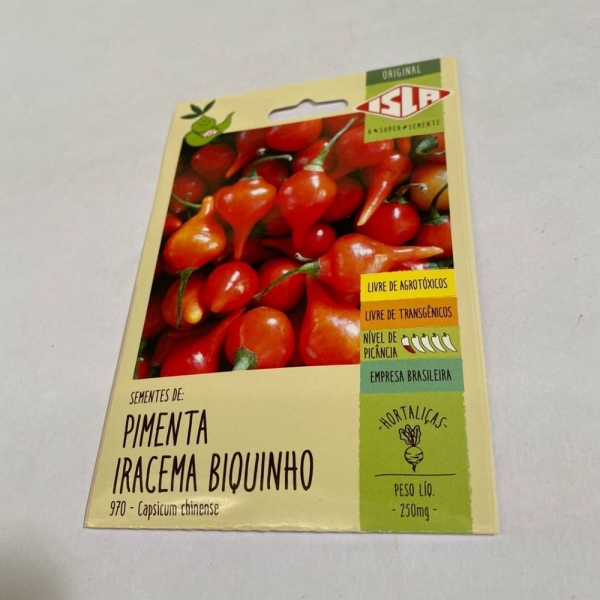 ORIGINAL
ISLA
A SUPER SEMENTE
LIVRE DE AGROTÓXICOS
LIVRE DE TRANSGÊNICOS
NÍVEL DE
PICÂNCIA
EMPRESA BRASILEIRA
-HORTALIÇAS-
PESO LÍQ.
- 250mg -
SEMENTES DE:
PIMENTA
IRACEMA BIQUINHO
970 - Capsicum chinense